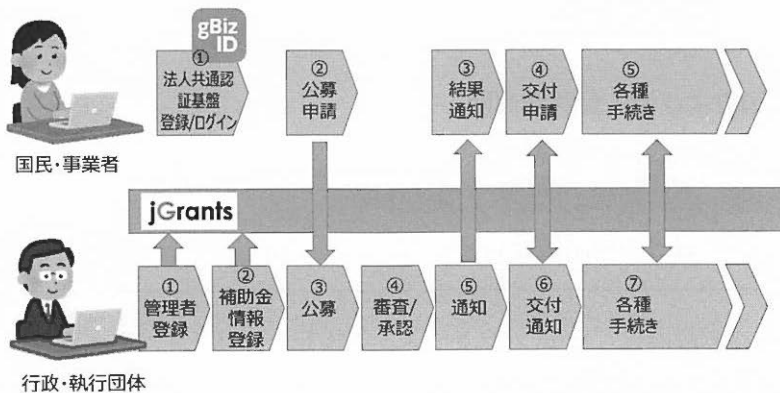 gBiz
ID
①
法人共通認
証基盤
登録/ログイン
②
公募
申請
③
結果
通知
④
交付
申請
⑤
各種
手続き
国民・事業者
jGrants
①
管理者
登録
②
補助金
情報
登録
③
公募
④
審査/
承認
⑤
通知
⑥
交付
通知
⑦
各種
手続き
行政・執行団体